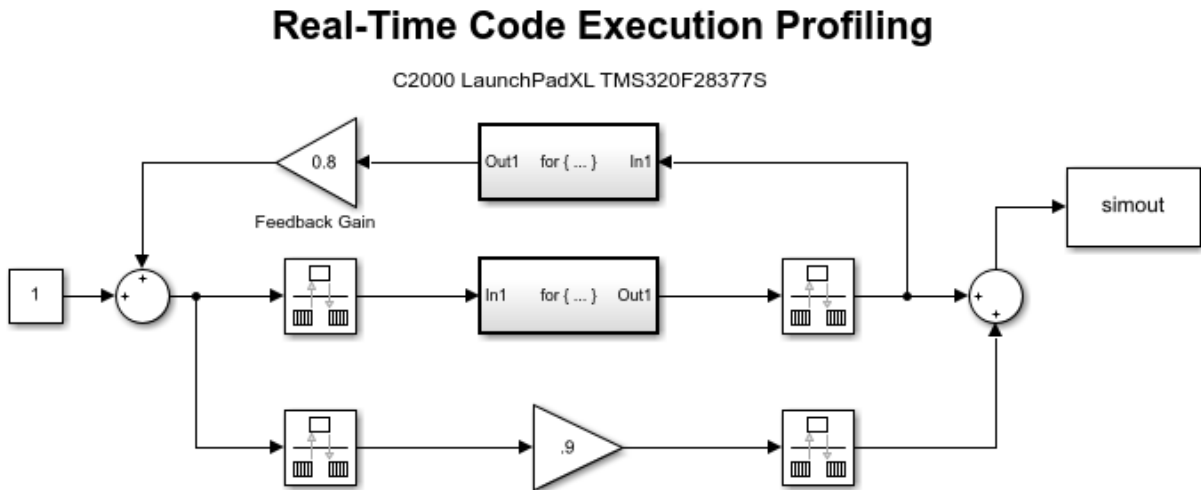 Real-Time Code Execution Profiling
C2000 LaunchPadXL TMS320F28377S
0.8
Out1 for { ... } In1
simout
Feedback Gain
1
+
+
In1 for { ... } Out1
+
+
.9